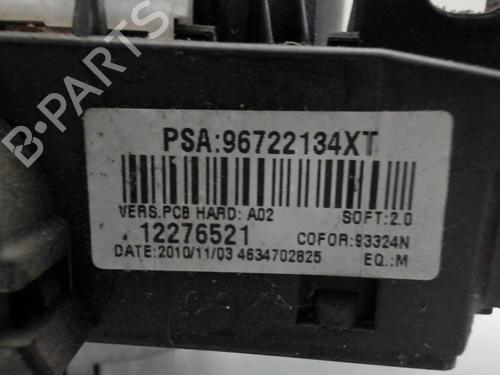 PSA:96722134XT
VERS.PCB HARD: A02 SOFT:2.0
12276521 COFOR:93324N
DATE:2010/11/03 4634702825 EQ.:M
B-PARTS